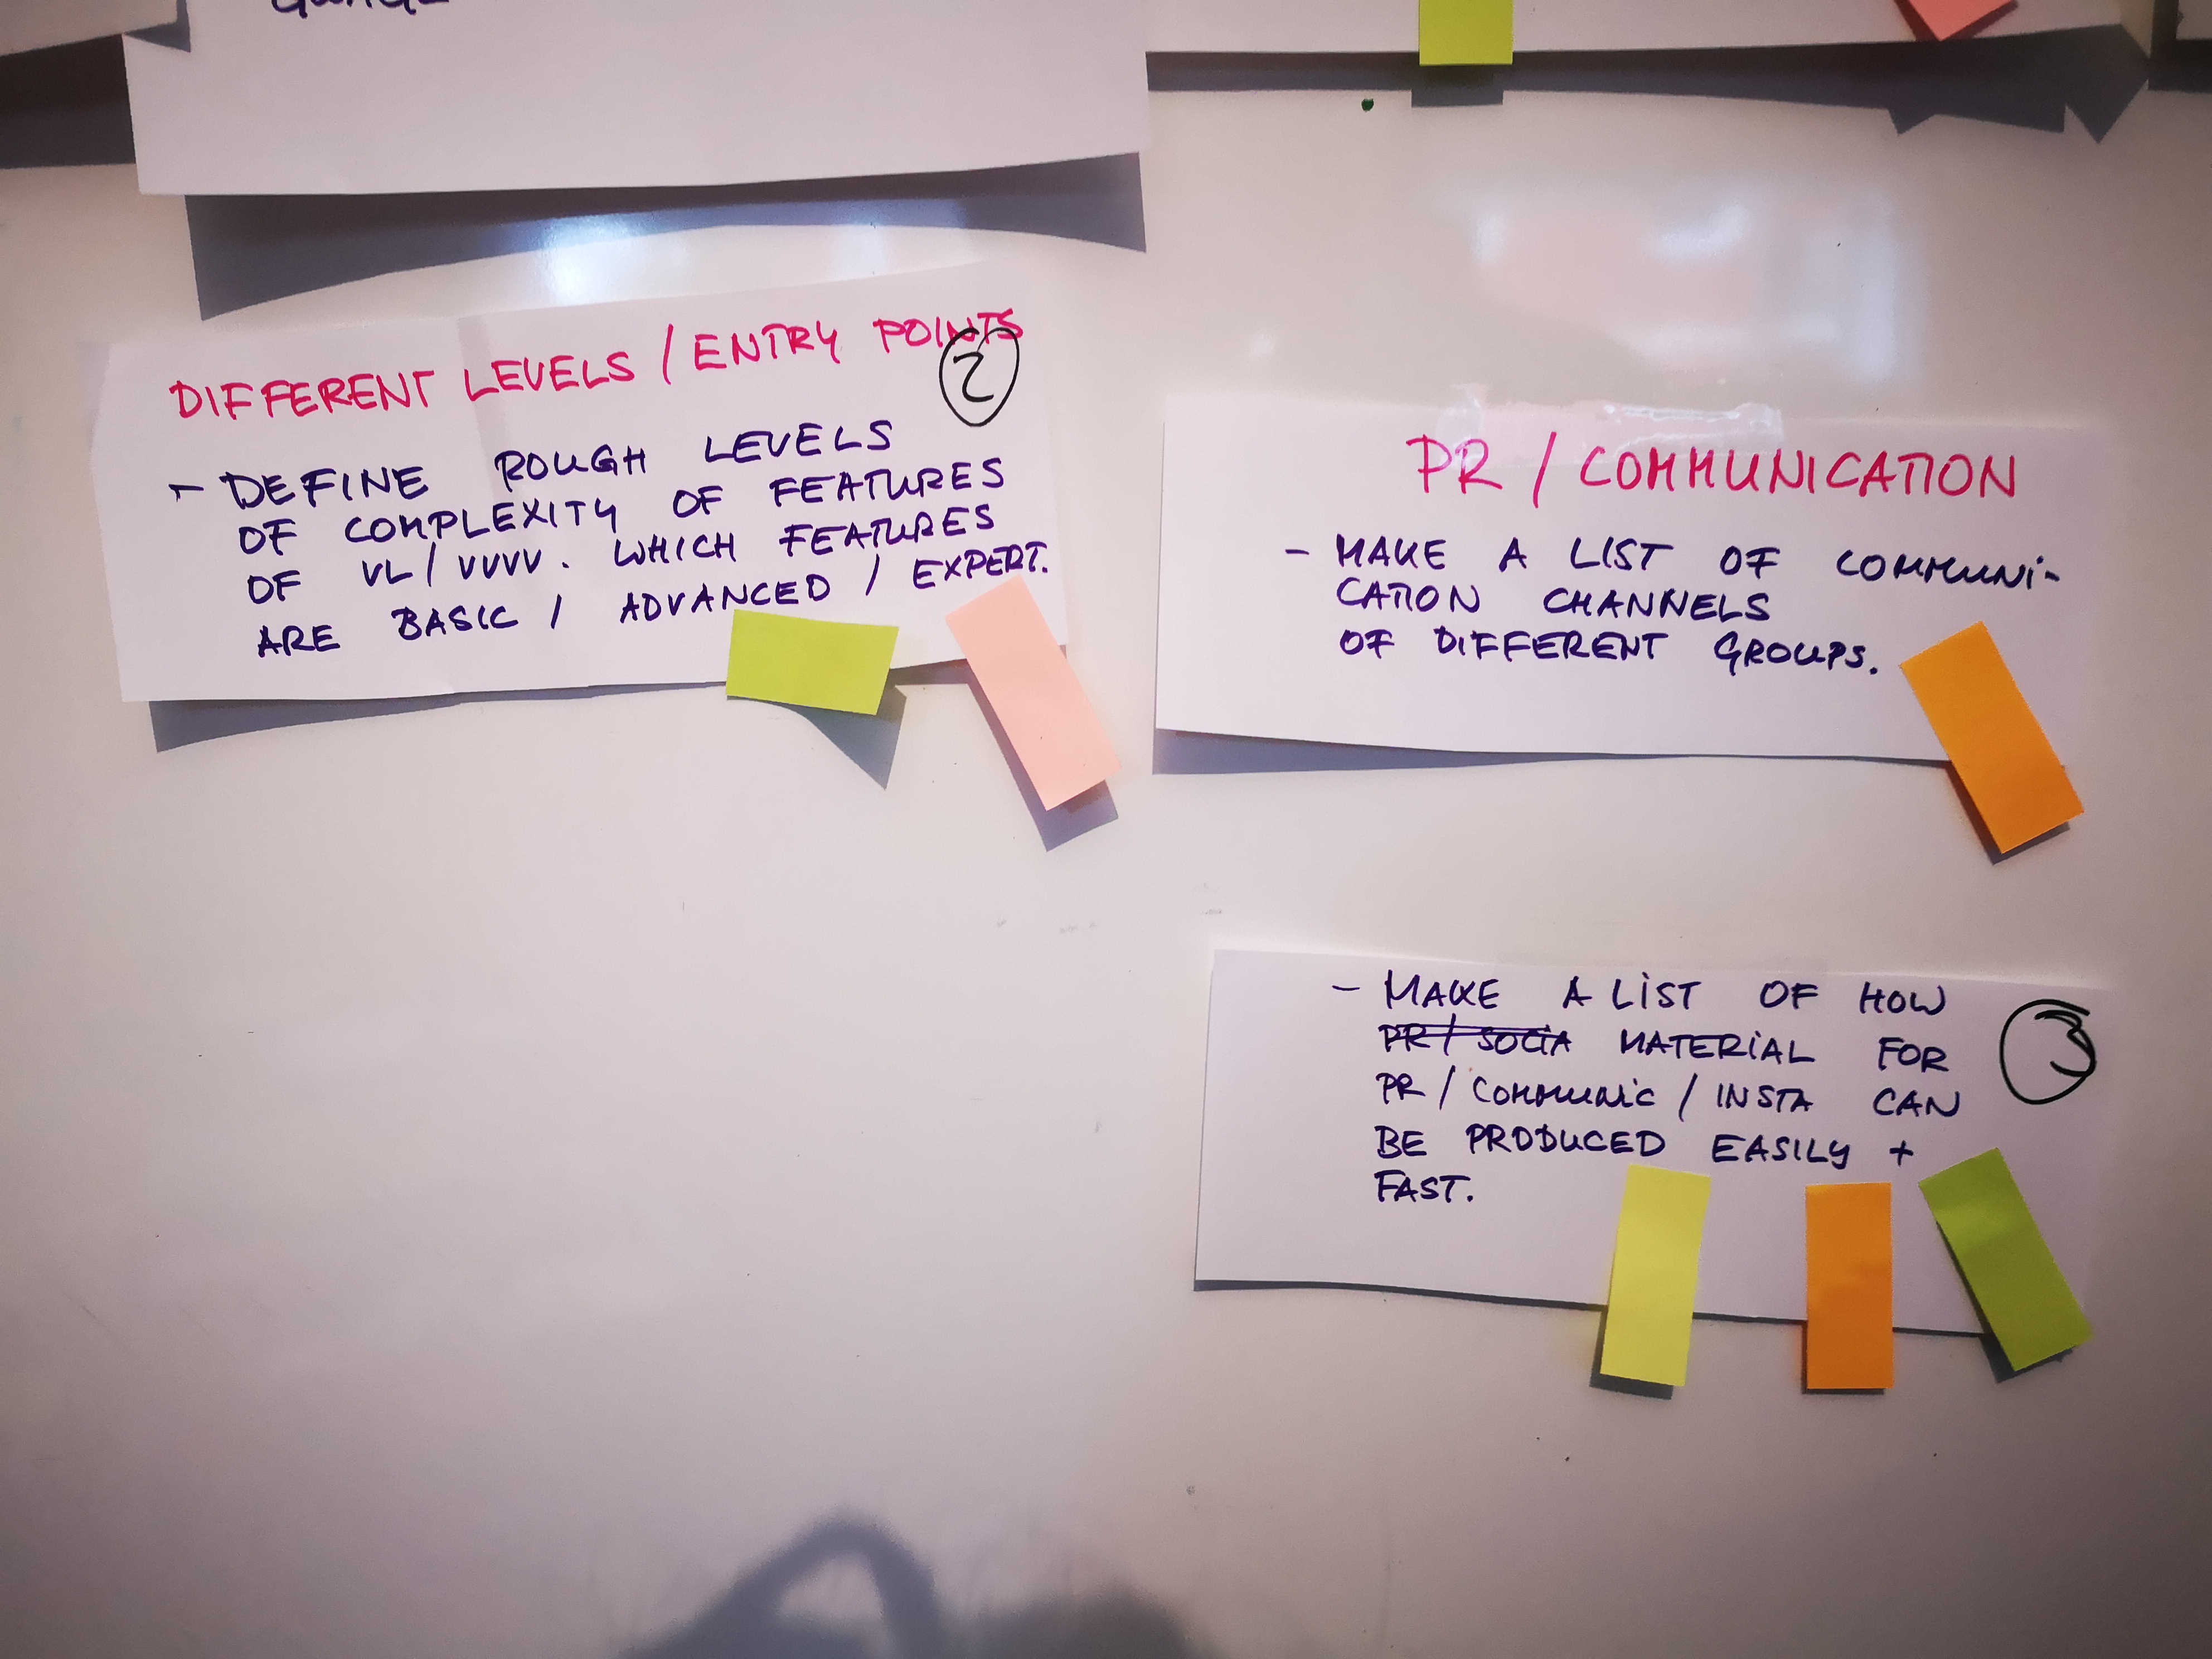 DIFFERENT LEVELS / ENTRY POINTS
2
- DEFINE ROUGH LEVELS
OF COMPLEXITY OF FEATURES
OF VL / VVVV. WHICH FEATURES
ARE BASIC / ADVANCED / EXPERT.
PR / COMMUNICATION
- MAKE A LIST OF COMMUNI-
CATION CHANNELS
OF DIFFERENT GROUPS.
- MAKE A LIST OF HOW
PR / SOCIA MATERIAL FOR
3
PR / COMMUNIC / INSTA CAN
BE PRODUCED EASILY +
FAST.